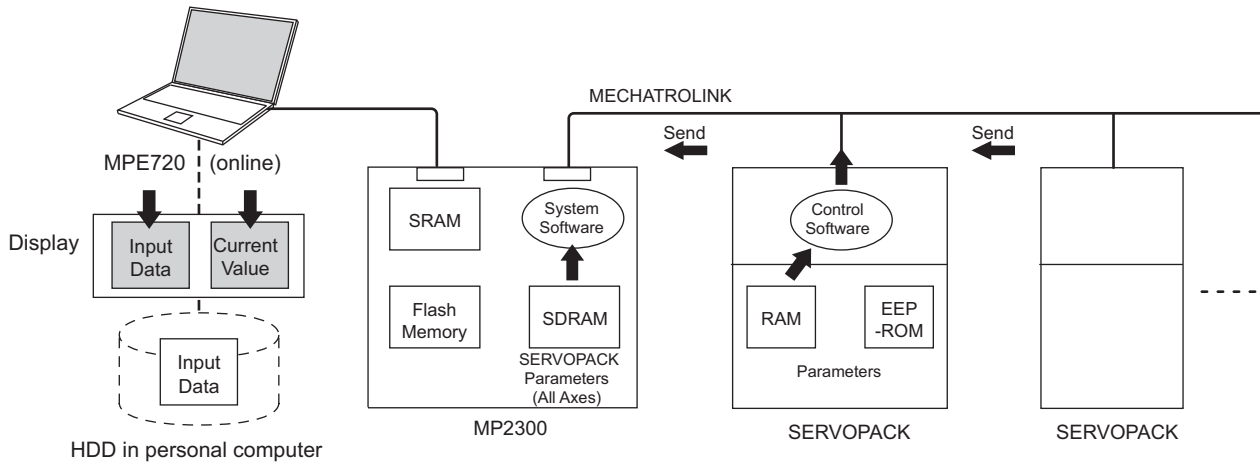 MECHATROLINK
Send
Send
MPE720 (online)
Display
Input
Data
Current
Value
Input
Data
HDD in personal computer
SRAM
System
Software
Flash
Memory
SDRAM
SERVOPACK
Parameters
(All Axes)
MP2300
Control
Software
RAM
EEP
-ROM
Parameters
SERVOPACK
SERVOPACK